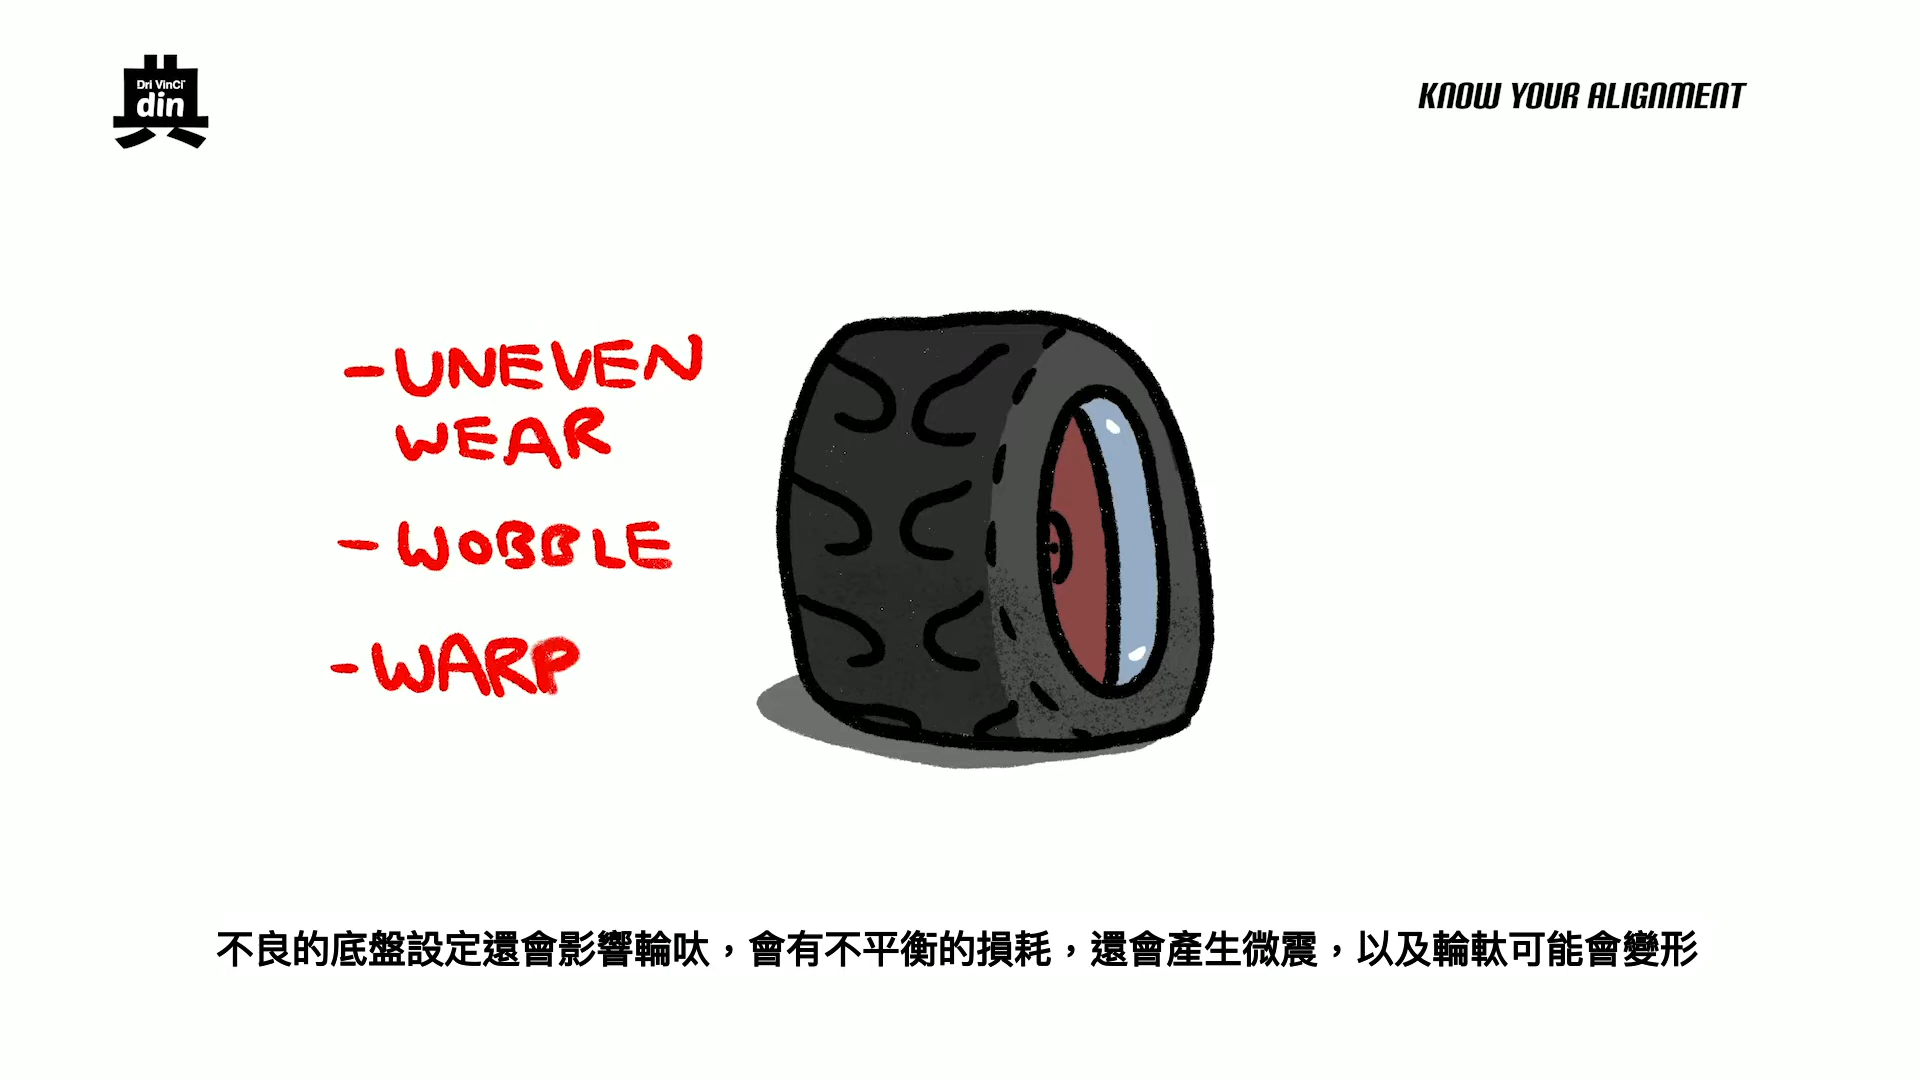 Dri VinCi
din
KNOW YOUR ALIGNMENT
- UNEVEN
WEAR
- WOBBLE
- WARP
不良的底盤設定還會影響輪呔，會有不平衡的損耗，還會產生微震，以及輪軚可能會變形